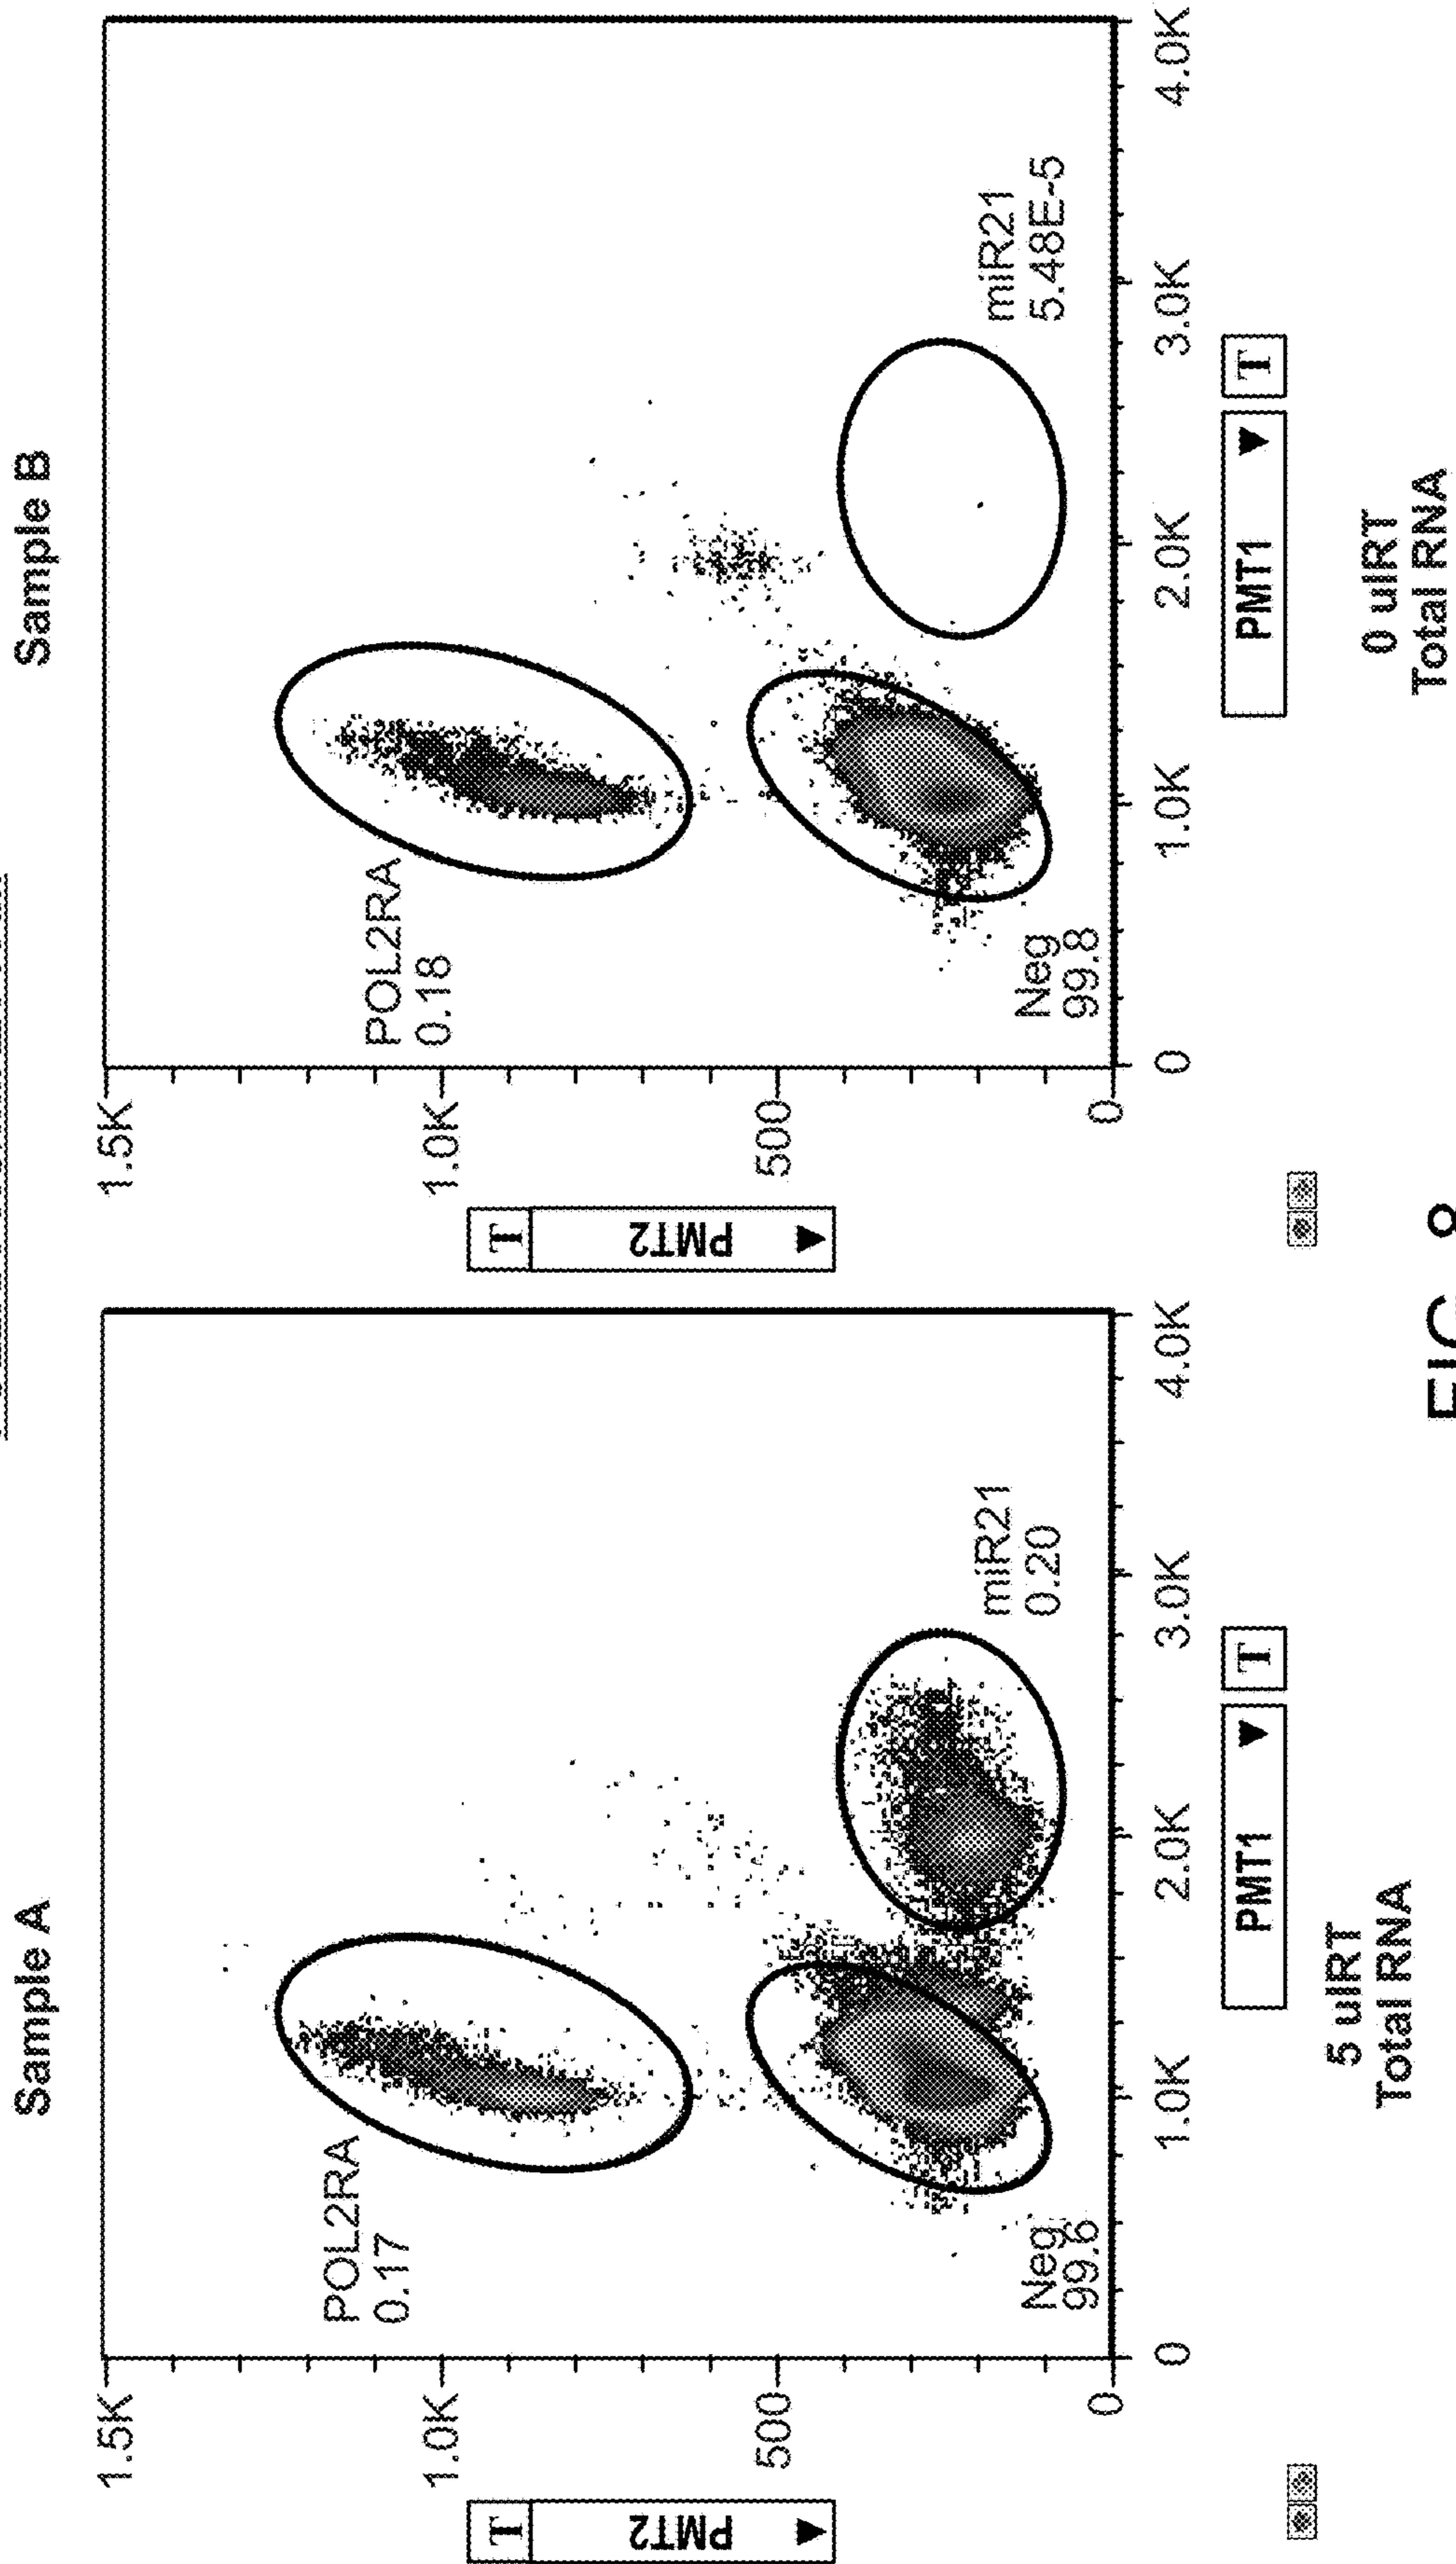 Sample A
1.5K
1.0K
500
0
T
PMT2
POL2RA
0.17
Neg
99.6
miR21
0.20
0
1.0K
2.0K
3.0K
4.0K
PMT1
T
5 ulRT
Total RNA
Sample B
1.5K
1.0K
500
0
T
PMT2
POL2RA
0.18
Neg
99.8
miR21
5.48E-5
0
1.0K
2.0K
3.0K
4.0K
PMT1
T
0 ulRT
Total RNA